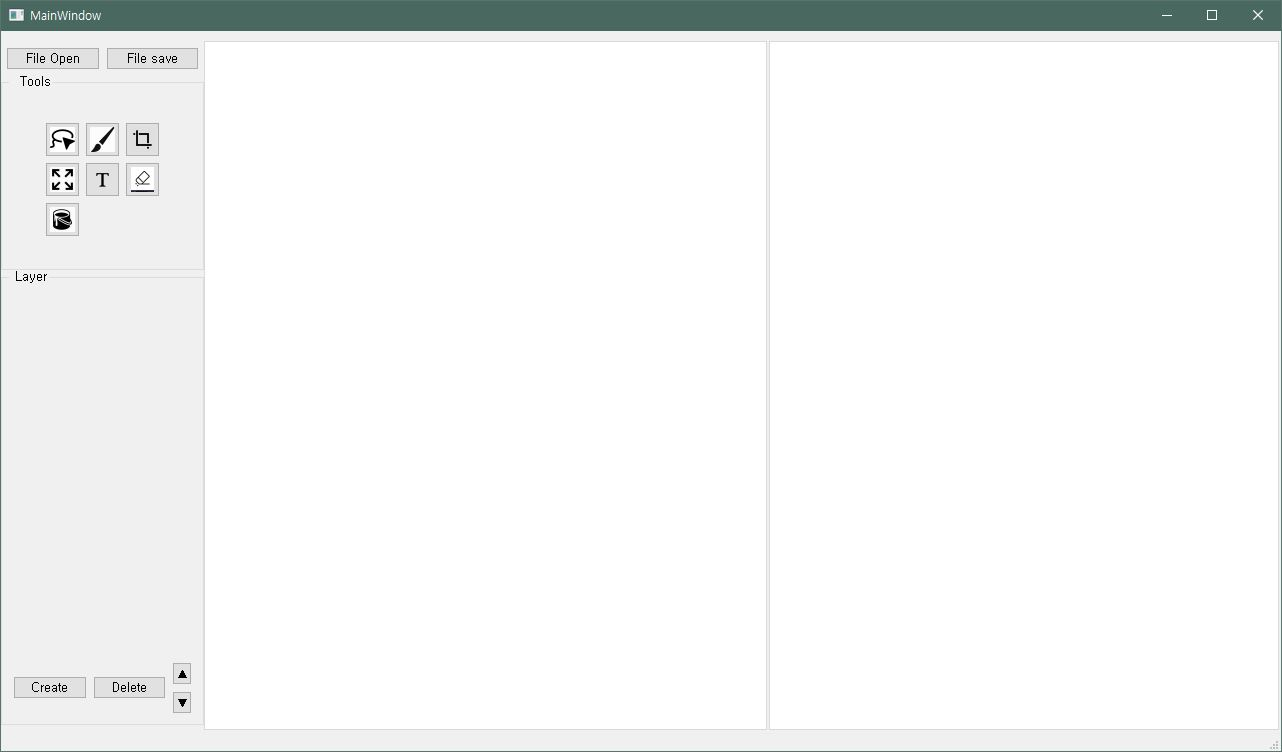 MainWindow
File Open
File save
Tools
T
Layer
Create
Delete
▲
▼